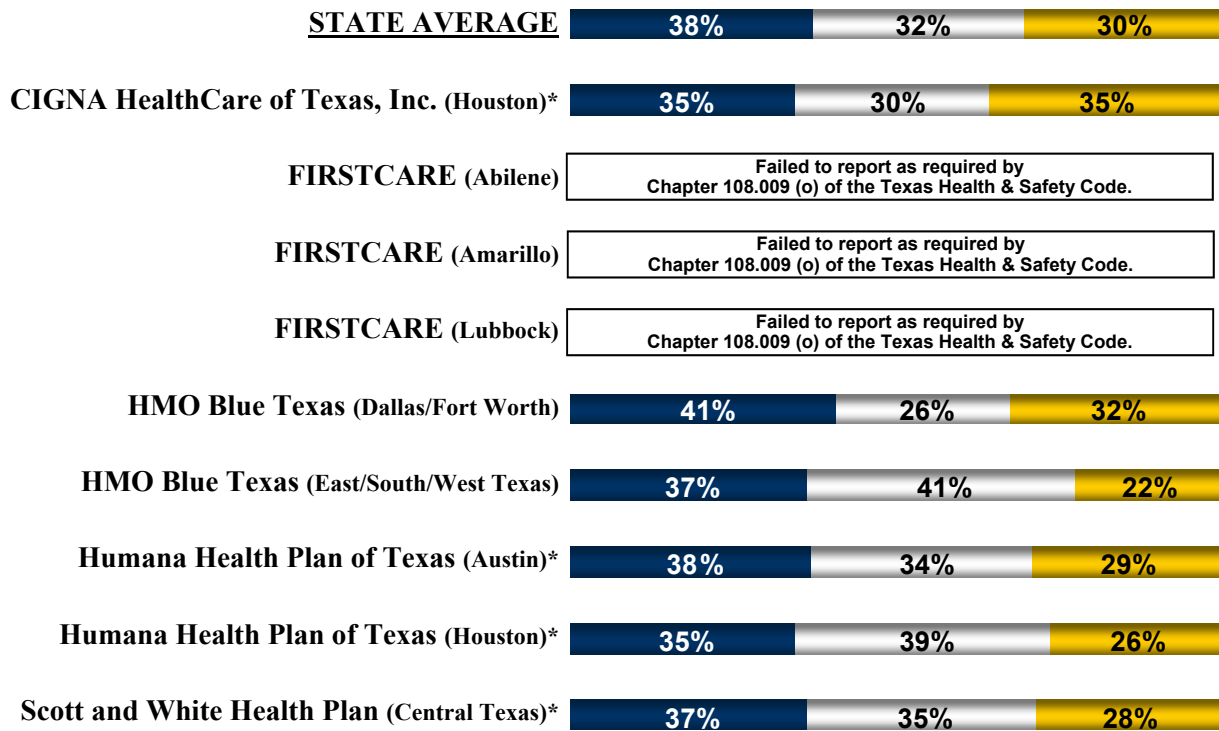 STATE AVERAGE 38% 32% 30%
CIGNA HealthCare of Texas, Inc. (Houston)* 35% 30% 35%
FIRSTCARE (Abilene) Failed to report as required by
Chapter 108.009 (o) of the Texas Health & Safety Code.
FIRSTCARE (Amarillo) Failed to report as required by
Chapter 108.009 (o) of the Texas Health & Safety Code.
FIRSTCARE (Lubbock) Failed to report as required by
Chapter 108.009 (o) of the Texas Health & Safety Code.
HMO Blue Texas (Dallas/Fort Worth) 41% 26% 32%
HMO Blue Texas (East/South/West Texas) 37% 41% 22%
Humana Health Plan of Texas (Austin)* 38% 34% 29%
Humana Health Plan of Texas (Houston)* 35% 39% 26%
Scott and White Health Plan (Central Texas)* 37% 35% 28%